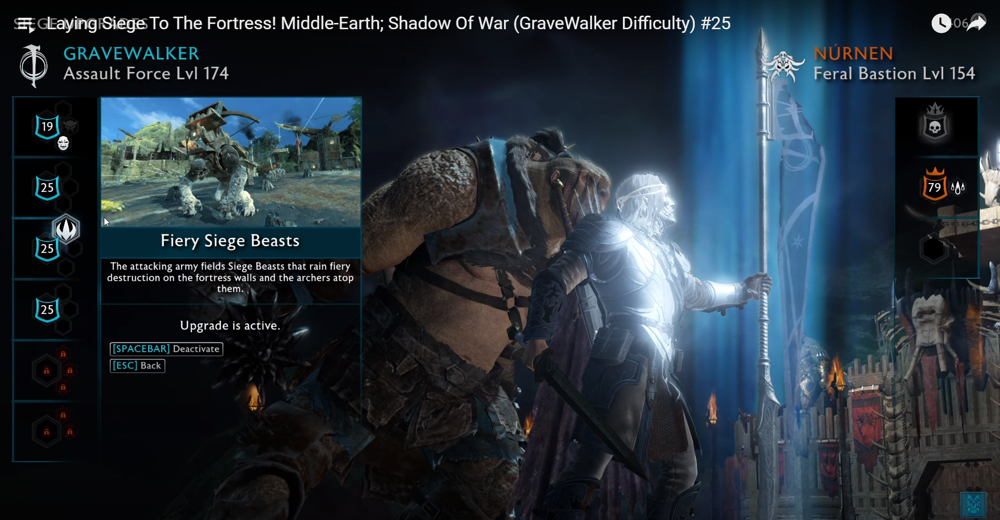 SIEGE UPGRADES
Laying Siege To The Fortress! Middle-Earth; Shadow Of War (GraveWalker Difficulty) #25
406
GRAVEWALKER
Assault Force Lvl 174
NÚRNEN
Feral Bastion Lvl 154
19
25
25
25
79
Fiery Siege Beasts
The attacking army fields Siege Beasts that rain fiery
destruction on the fortress walls and the archers atop
them.
Upgrade is active.
[SPACEBAR] Deactivate
[ESC] Back